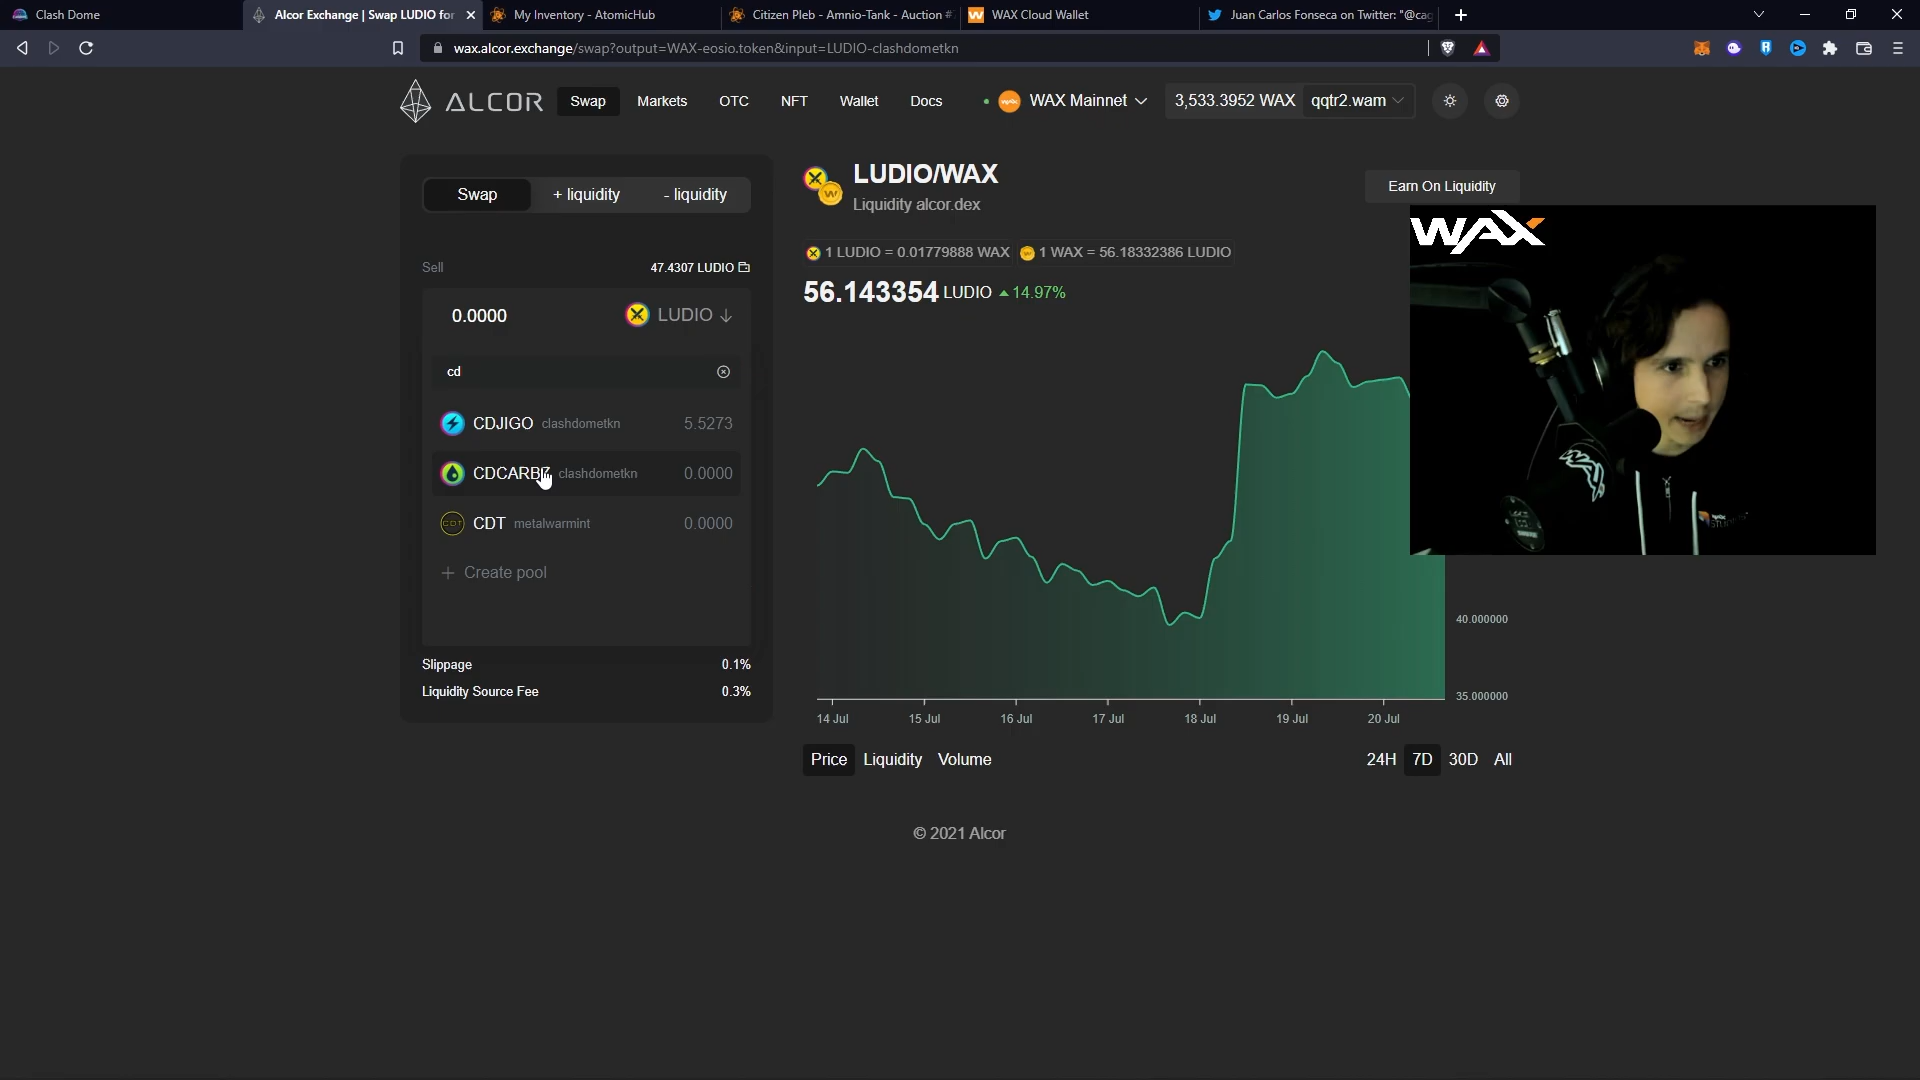 Clash Dome
Alcor Exchange | Swap LUDIO for
My Inventory - AtomicHub
Citizen Pleb - Amnio-Tank - Auction #
WAX Cloud Wallet
Juan Carlos Fonseca on Twitter: "@cag
wax.alcor.exchange/swap?output=WAX-eosio.token&input=LUDIO-clashdometkn
ALCOR
Swap
Markets
OTC
NFT
Wallet
Docs
WAX Mainnet
3,533.3952 WAX
qqtr2.wam
Swap
+ liquidity
- liquidity
LUDIO/WAX
Liquidity alcor.dex
Earn On Liquidity
WAX
Sell
47.4307 LUDIO
1 LUDIO = 0.01779888 WAX
1 WAX = 56.18332386 LUDIO
56.143354 LUDIO 14.97%
0.0000
LUDIO
cd
CDJIGO clashdometkn 5.5273
clashdometkn 0.0000
CDT
CDT metalwarmint 0.0000
+ Create pool
Slippage 0.1%
Liquidity Source Fee 0.3%
40.000000
35.000000
14 Jul
15 Jul
16 Jul
17 Jul
18 Jul
19 Jul
20 Jul
Price
Liquidity
Volume
24H
7D
30D
All
© 2021 Alcor